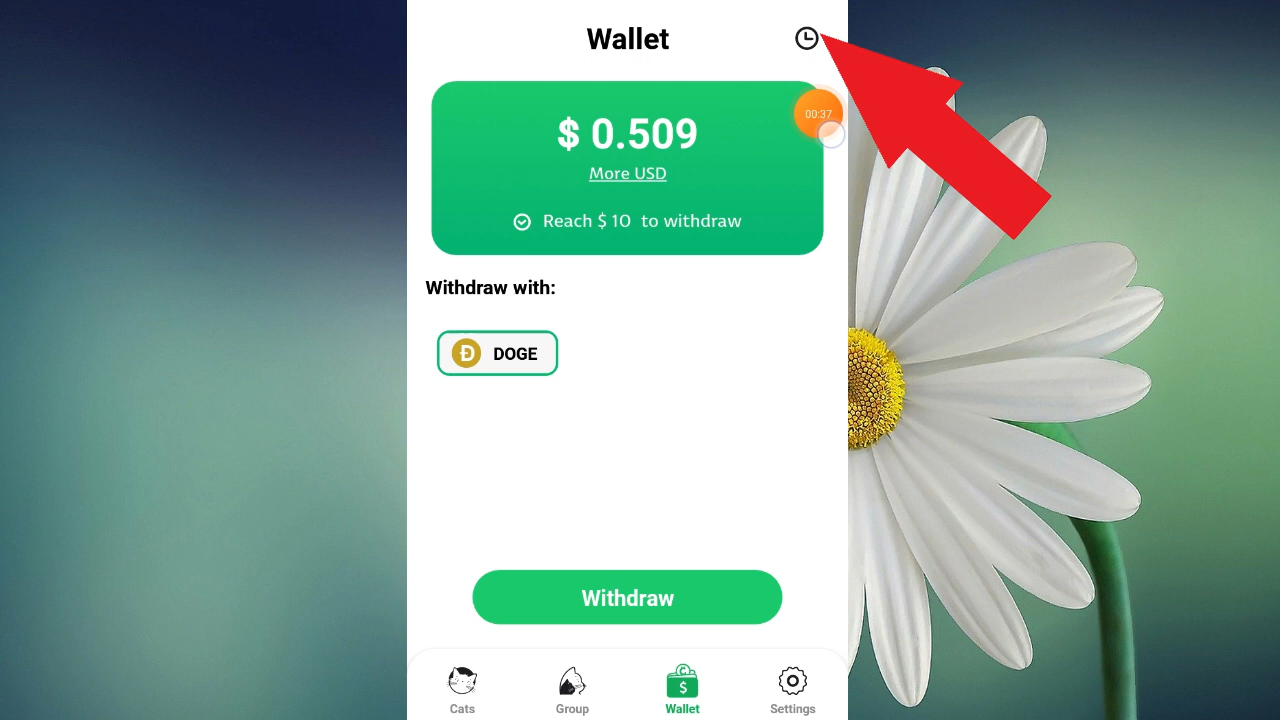 Wallet
$ 0.509
00:37
More USD
Reach $ 10 to withdraw
Withdraw with:
DOGE
Withdraw
Cats
Group
Wallet
Settings